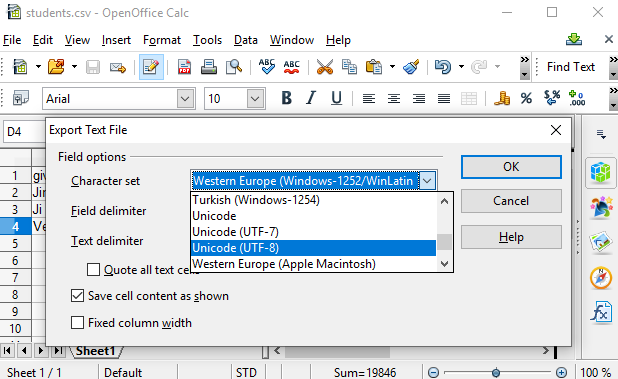 students.csv - OpenOffice Calc
File Edit View Insert Format Tools Data Window Help
Find Text
Arial 10 B I U
D4
Export Text File
Field options
Character set Western Europe (Windows-1252/WinLatin
OK
Turkish (Windows-1254)
Unicode
Unicode (UTF-7)
Unicode (UTF-8)
Western Europe (Apple Macintosh)
Field delimiter
Cancel
Text delimiter
Help
Quote all text cells
Save cell content as shown
Fixed column width
1
2
3 Ji
4
5
6
7
8
9
10
Sheet1
Sheet 1 / 1 Default STD Sum=19846 100 %